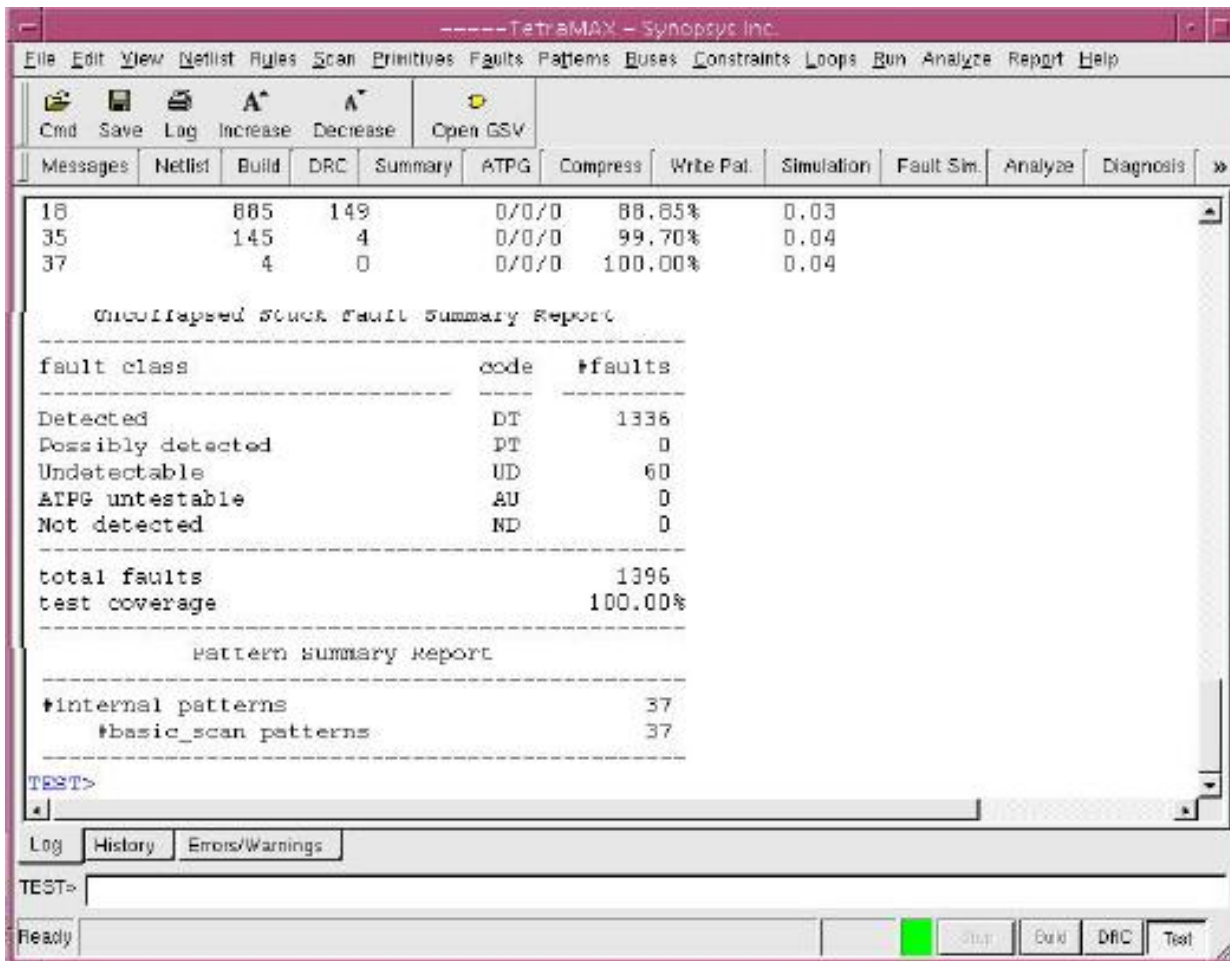 -----TetraMAX - Synopsys Inc.
File Edit View Netlist Rules Scan Primitives Faults Patterns Buses Constraints Loops Run Analyze Report Help
Cmd Save Log Increase Decrease Open GSV
Messages Netlist Build DRC Summary ATPG Compress Write Pat. Simulation Fault Sim. Analyze Diagnosis »
18 885 149 0/0/0 88.85% 0.03
35 145 4 0/0/0 99.70% 0.04
37 4 0 0/0/0 100.00% 0.04
Uncollapsed Stuck Fault Summary Report
-----------------------------------------------
fault class code #faults
------------------------------ ---- ---------
Detected DT 1336
Possibly detected PT 0
Undetectable UD 60
ATPG untestable AU 0
Not detected ND 0
-----------------------------------------------
total faults 1396
test coverage 100.00%
-----------------------------------------------
Pattern Summary Report
-----------------------------------------------
#internal patterns 37
#basic_scan patterns 37
-----------------------------------------------
TEST>
Log History Errors/Warnings
TEST>
Ready Stop Build DRC Test